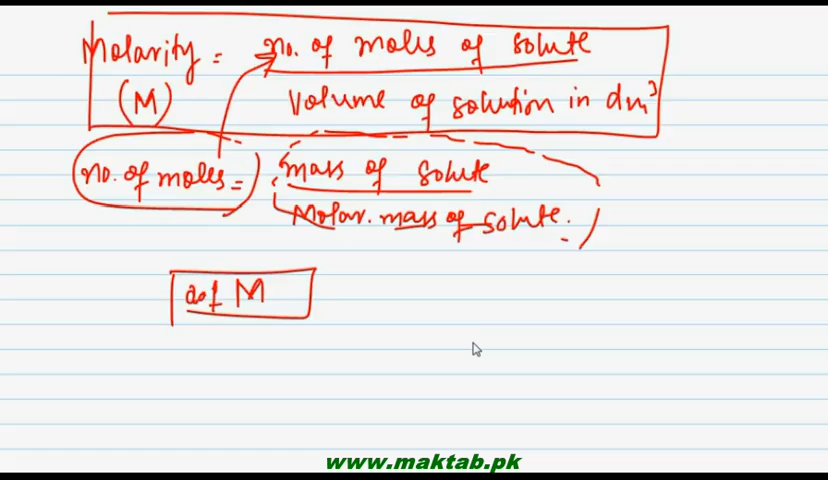 Molarity = no. of moles of solute
(M) Volume of solution in dm³
no. of moles = mass of solute
Molar. mass of solute.
M
www.maktab.pk